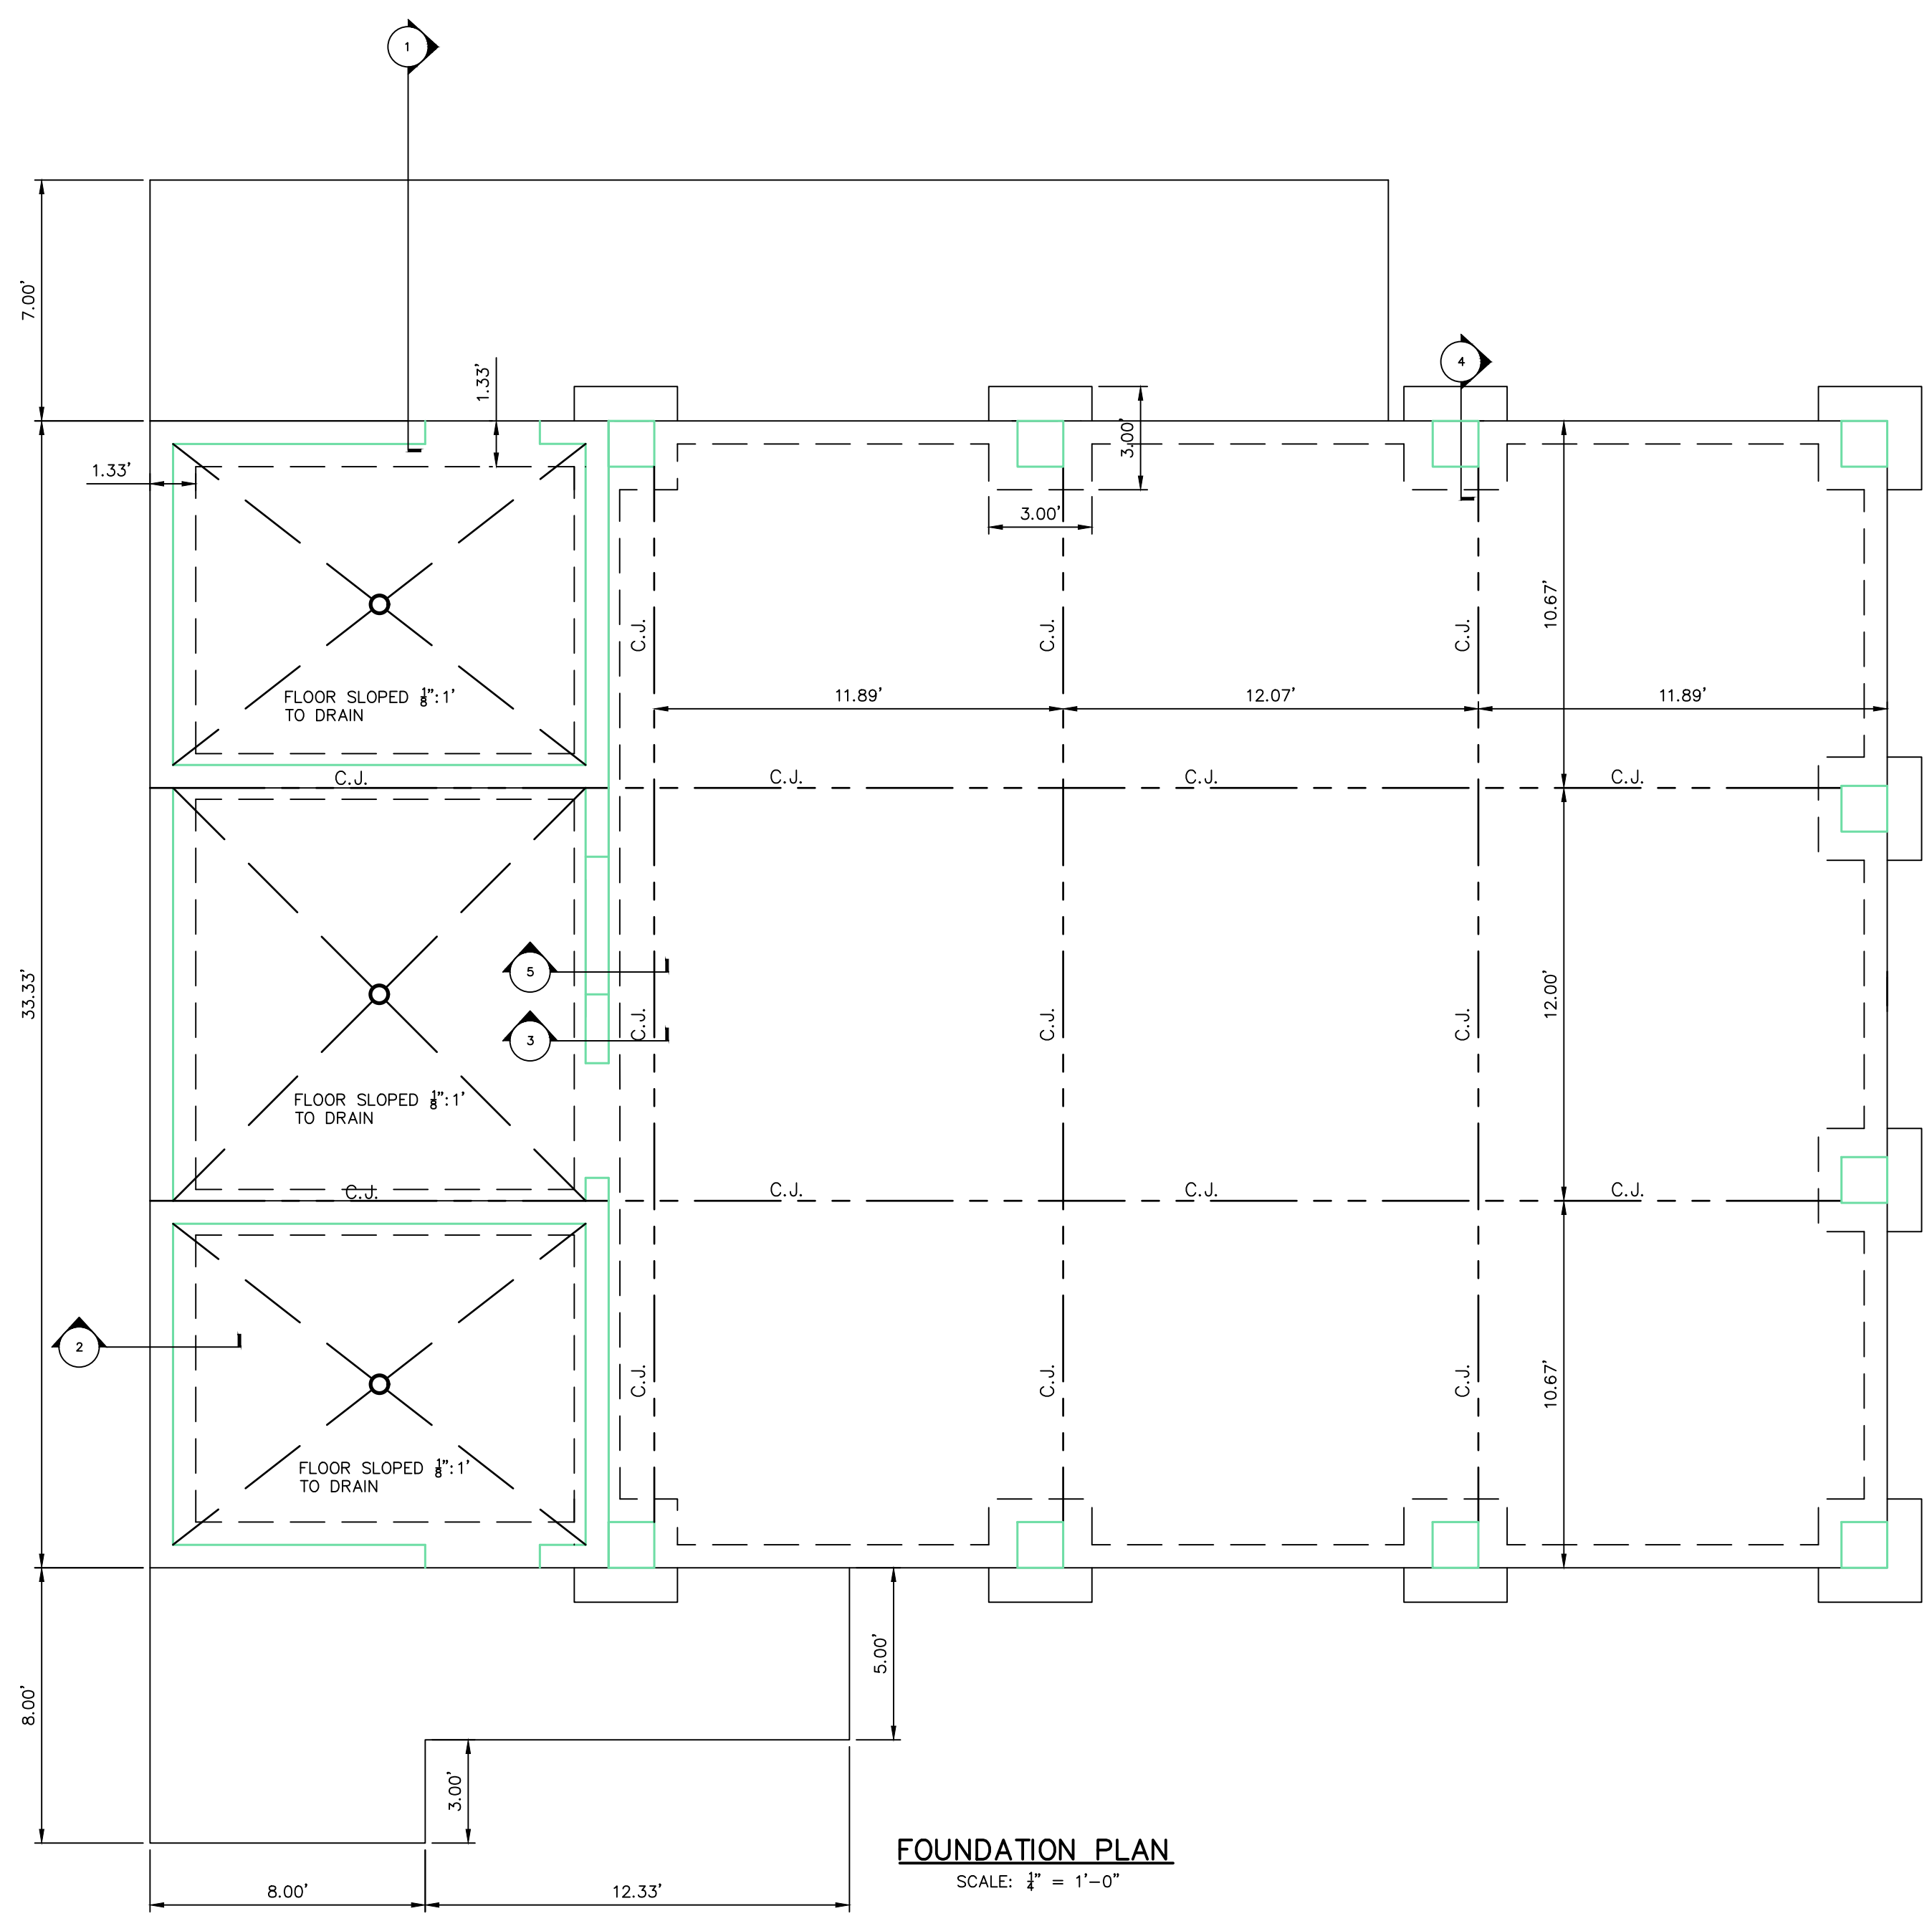 1
7.00'
4
1.33'
3.00'
1.33'
3.00'
10.67'
C.J.
C.J.
C.J.
FLOOR SLOPED 1/8":1'
TO DRAIN
11.89'
12.07'
11.89'
C.J.
C.J.
C.J.
C.J.
5
33.33'
12.00'
C.J.
C.J.
C.J.
3
FLOOR SLOPED 1/8":1'
TO DRAIN
C.J.
C.J.
C.J.
C.J.
2
C.J.
C.J.
C.J.
10.67'
FLOOR SLOPED 1/8":1'
TO DRAIN
5.00'
8.00'
3.00'
FOUNDATION PLAN
SCALE: 1/4" = 1'-0"
8.00'
12.33'